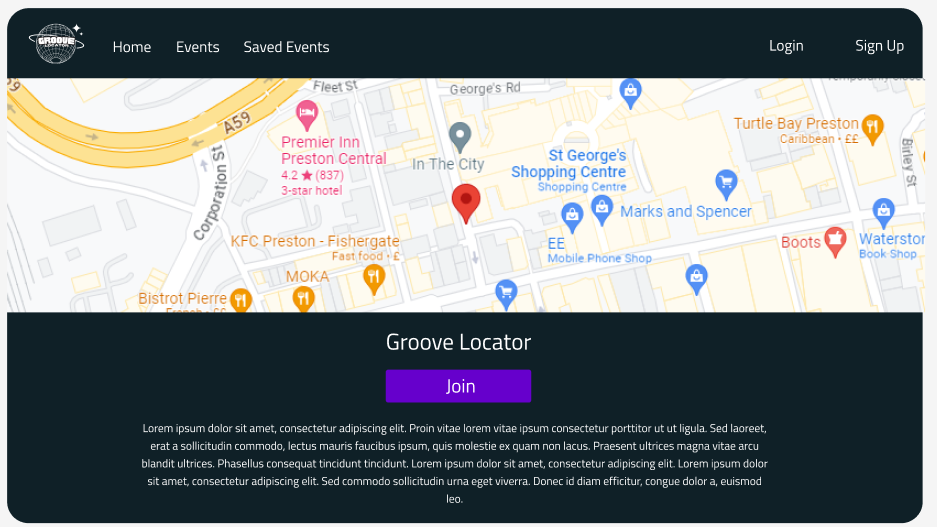 GROOVE
LOCATOR
Home
Events
Saved Events
Login
Sign Up
Fleet St
George's Rd
A59
Premier Inn
Preston Central
4.2 ★ (837)
3-star hotel
In The City
St George's
Shopping Centre
Shopping Centre
Turtle Bay Preston
Caribbean • ££
Birley St
Corporation St
Marks and Spencer
EE
Mobile Phone Shop
Boots
Waterstor
Book Shop
KFC Preston - Fishergate
Fast food • £
MOKA
Bistrot Pierre
Groove Locator
Join
Lorem ipsum dolor sit amet, consectetur adipiscing elit. Proin vitae lorem vitae ipsum consectetur porttitor ut ut ligula. Sed laoreet,
erat a sollicitudin commodo, lectus mauris faucibus ipsum, quis molestie ex quam non lacus. Praesent ultrices magna vitae arcu
blandit ultrices. Phasellus consequat tincidunt tincidunt. Lorem ipsum dolor sit amet, consectetur adipiscing elit. Lorem ipsum dolor
sit amet, consectetur adipiscing elit. Sed commodo sollicitudin urna eget viverra. Donec id diam efficitur, congue dolor a, euismod
leo.